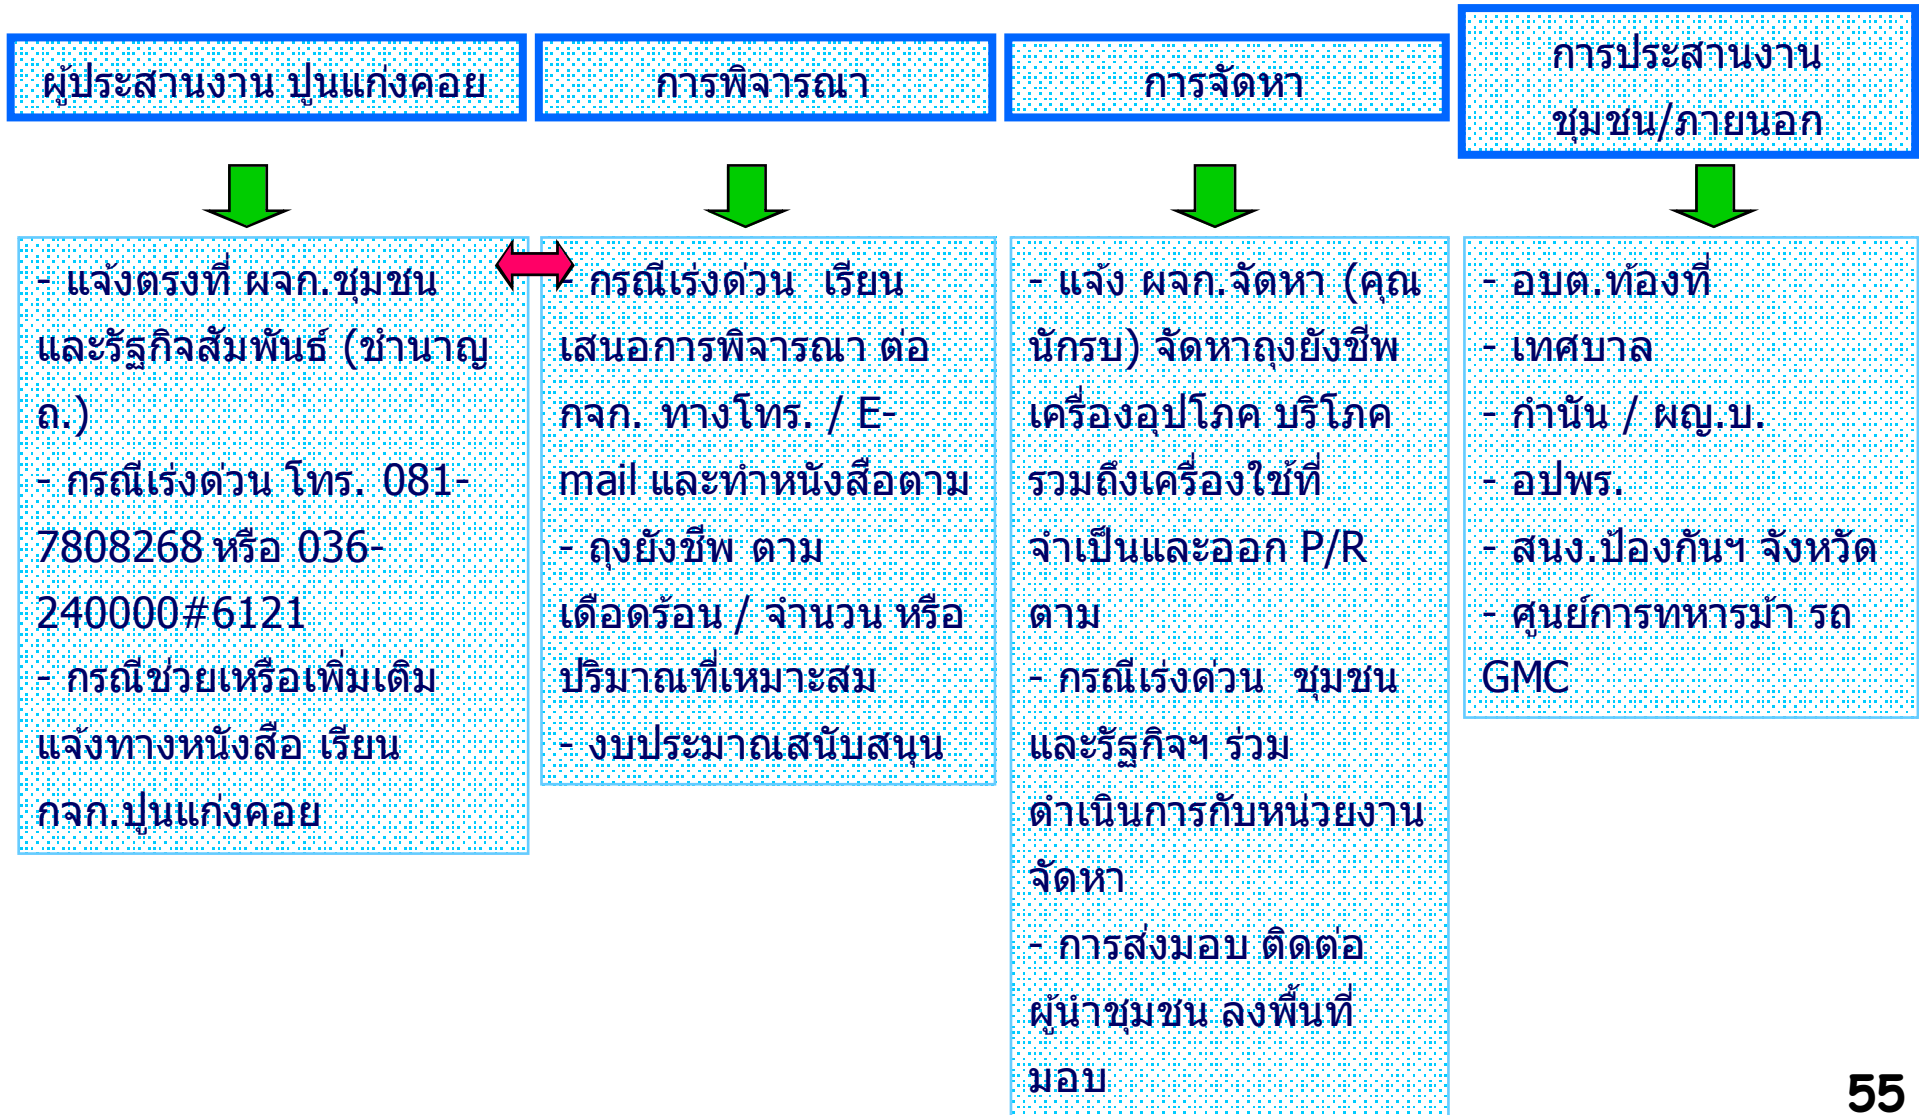 ผู้ประสานงาน ปูนแก่งคอย
- แจ้งตรงที่ ผจก.ชุมชน
และรัฐกิจสัมพันธ์ (ชำนาญ
ถ.)
- กรณีเร่งด่วน โทร. 081-
7808268 หรือ 036-
240000#6121
- กรณีช่วยเหรือเพิ่มเติม
แจ้งทางหนังสือ เรียน
กจก.ปูนแก่งคอย
การพิจารณา
- กรณีเร่งด่วน เรียน
เสนอการพิจารณา ต่อ
กจก. ทางโทร. / E-
mail และทำหนังสือตาม
- ถุงยังชีพ ตาม
เดือดร้อน / จำนวน หรือ
ปริมาณที่เหมาะสม
- งบประมาณสนับสนุน
การจัดหา
- แจ้ง ผจก.จัดหา (คุณ
นักรบ) จัดหาถุงยังชีพ
เครื่องอุปโภค บริโภค
รวมถึงเครื่องใช้ที่
จำเป็นและออก P/R
ตาม
- กรณีเร่งด่วน ชุมชน
และรัฐกิจฯ ร่วม
ดำเนินการกับหน่วยงาน
จัดหา
- การส่งมอบ ติดต่อ
ผู้นำชุมชน ลงพื้นที่
มอบ
การประสานงาน
ชุมชน/ภายนอก
- อบต.ท้องที่
- เทศบาล
- กำนัน / ผญ.บ.
- อปพร.
- สนง.ป้องกันฯ จังหวัด
- ศูนย์การทหารม้า รถ
GMC
55